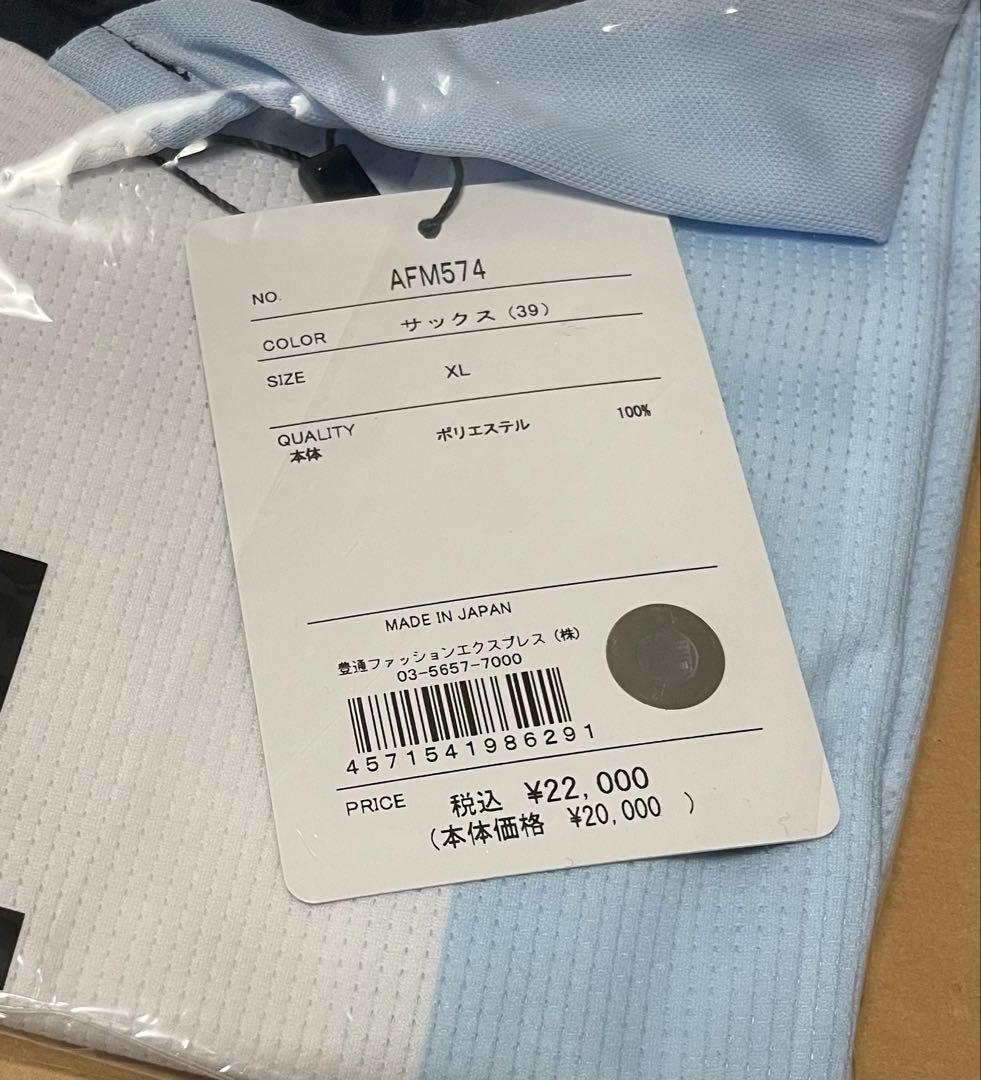 NO. AFM574
COLOR サックス（39）
SIZE XL
QUALITY
本体 ポリエステル 100%
MADE IN JAPAN
豊通ファッションエクスプレス（株）
03-5657-7000
4571541986291
PRICE 税込 ¥22,000
（本体価格 ¥20,000 ）